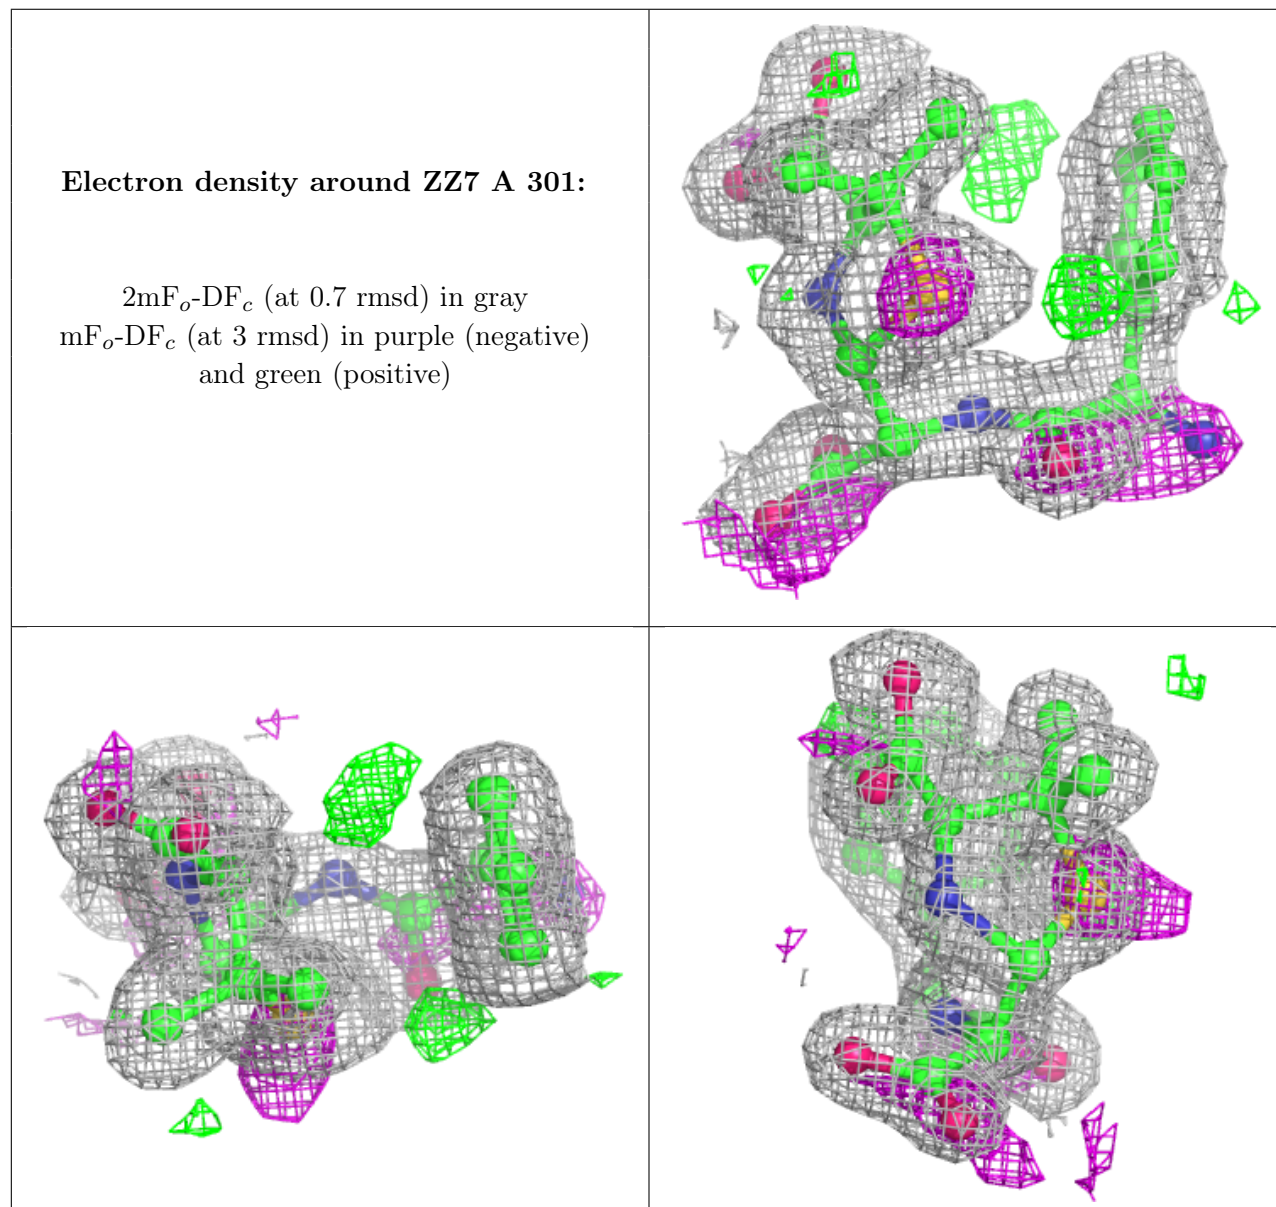 Electron density around ZZ7 A 301:
2mFₒ-DF𝒸 (at 0.7 rmsd) in gray
mFₒ-DF𝒸 (at 3 rmsd) in purple (negative)
and green (positive)